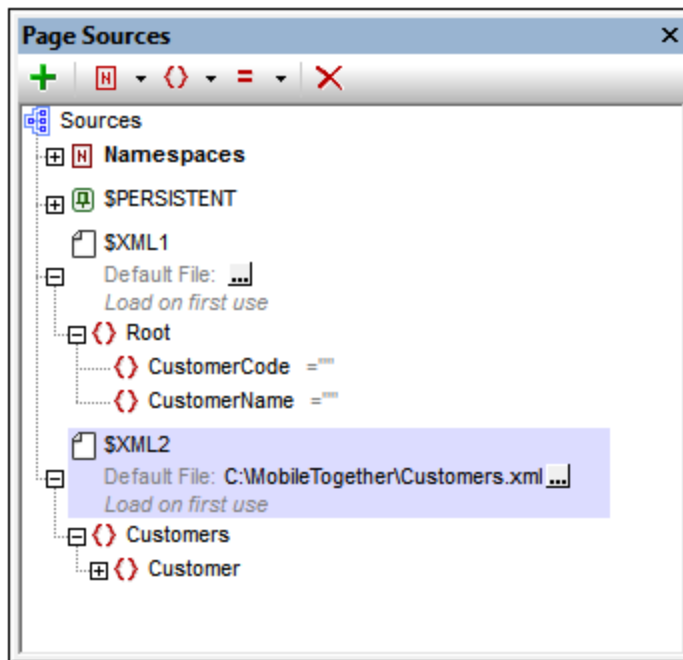 Page Sources
Sources
Namespaces
$PERSISTENT
$XML1
Default File: ...
Load on first use
Root
CustomerCode =""
CustomerName =""
$XML2
Default File: C:\MobileTogether\Customers.xml ...
Load on first use
Customers
Customer